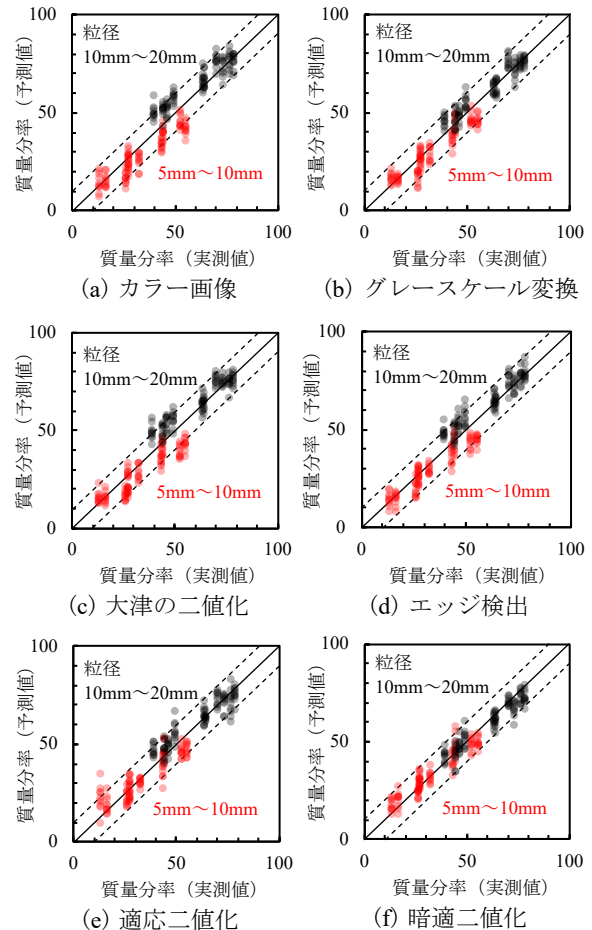 100
50
0
0
50
100
質量分率（予測値）
質量分率（実測値）
粒径
10mm～20mm
5mm～10mm
(a) カラー画像
100
50
0
0
50
100
質量分率（予測値）
質量分率（実測値）
粒径
10mm～20mm
5mm～10mm
(b) グレースケール変換
100
50
0
0
50
100
質量分率（予測値）
質量分率（実測値）
粒径
10mm～20mm
5mm～10mm
(c) 大津の二値化
100
50
0
0
50
100
質量分率（予測値）
質量分率（実測値）
粒径
10mm～20mm
5mm～10mm
(d) エッジ検出
100
50
0
0
50
100
質量分率（予測値）
質量分率（実測値）
粒径
10mm～20mm
5mm～10mm
(e) 適応二値化
100
50
0
0
50
100
質量分率（予測値）
質量分率（実測値）
粒径
10mm～20mm
5mm～10mm
(f) 暗適二値化